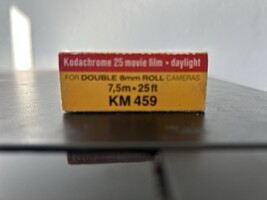 Kodachrome 25 movie film • daylight
FOR DOUBLE 8mm ROLL CAMERAS
7,5m • 25 ft
KM 459